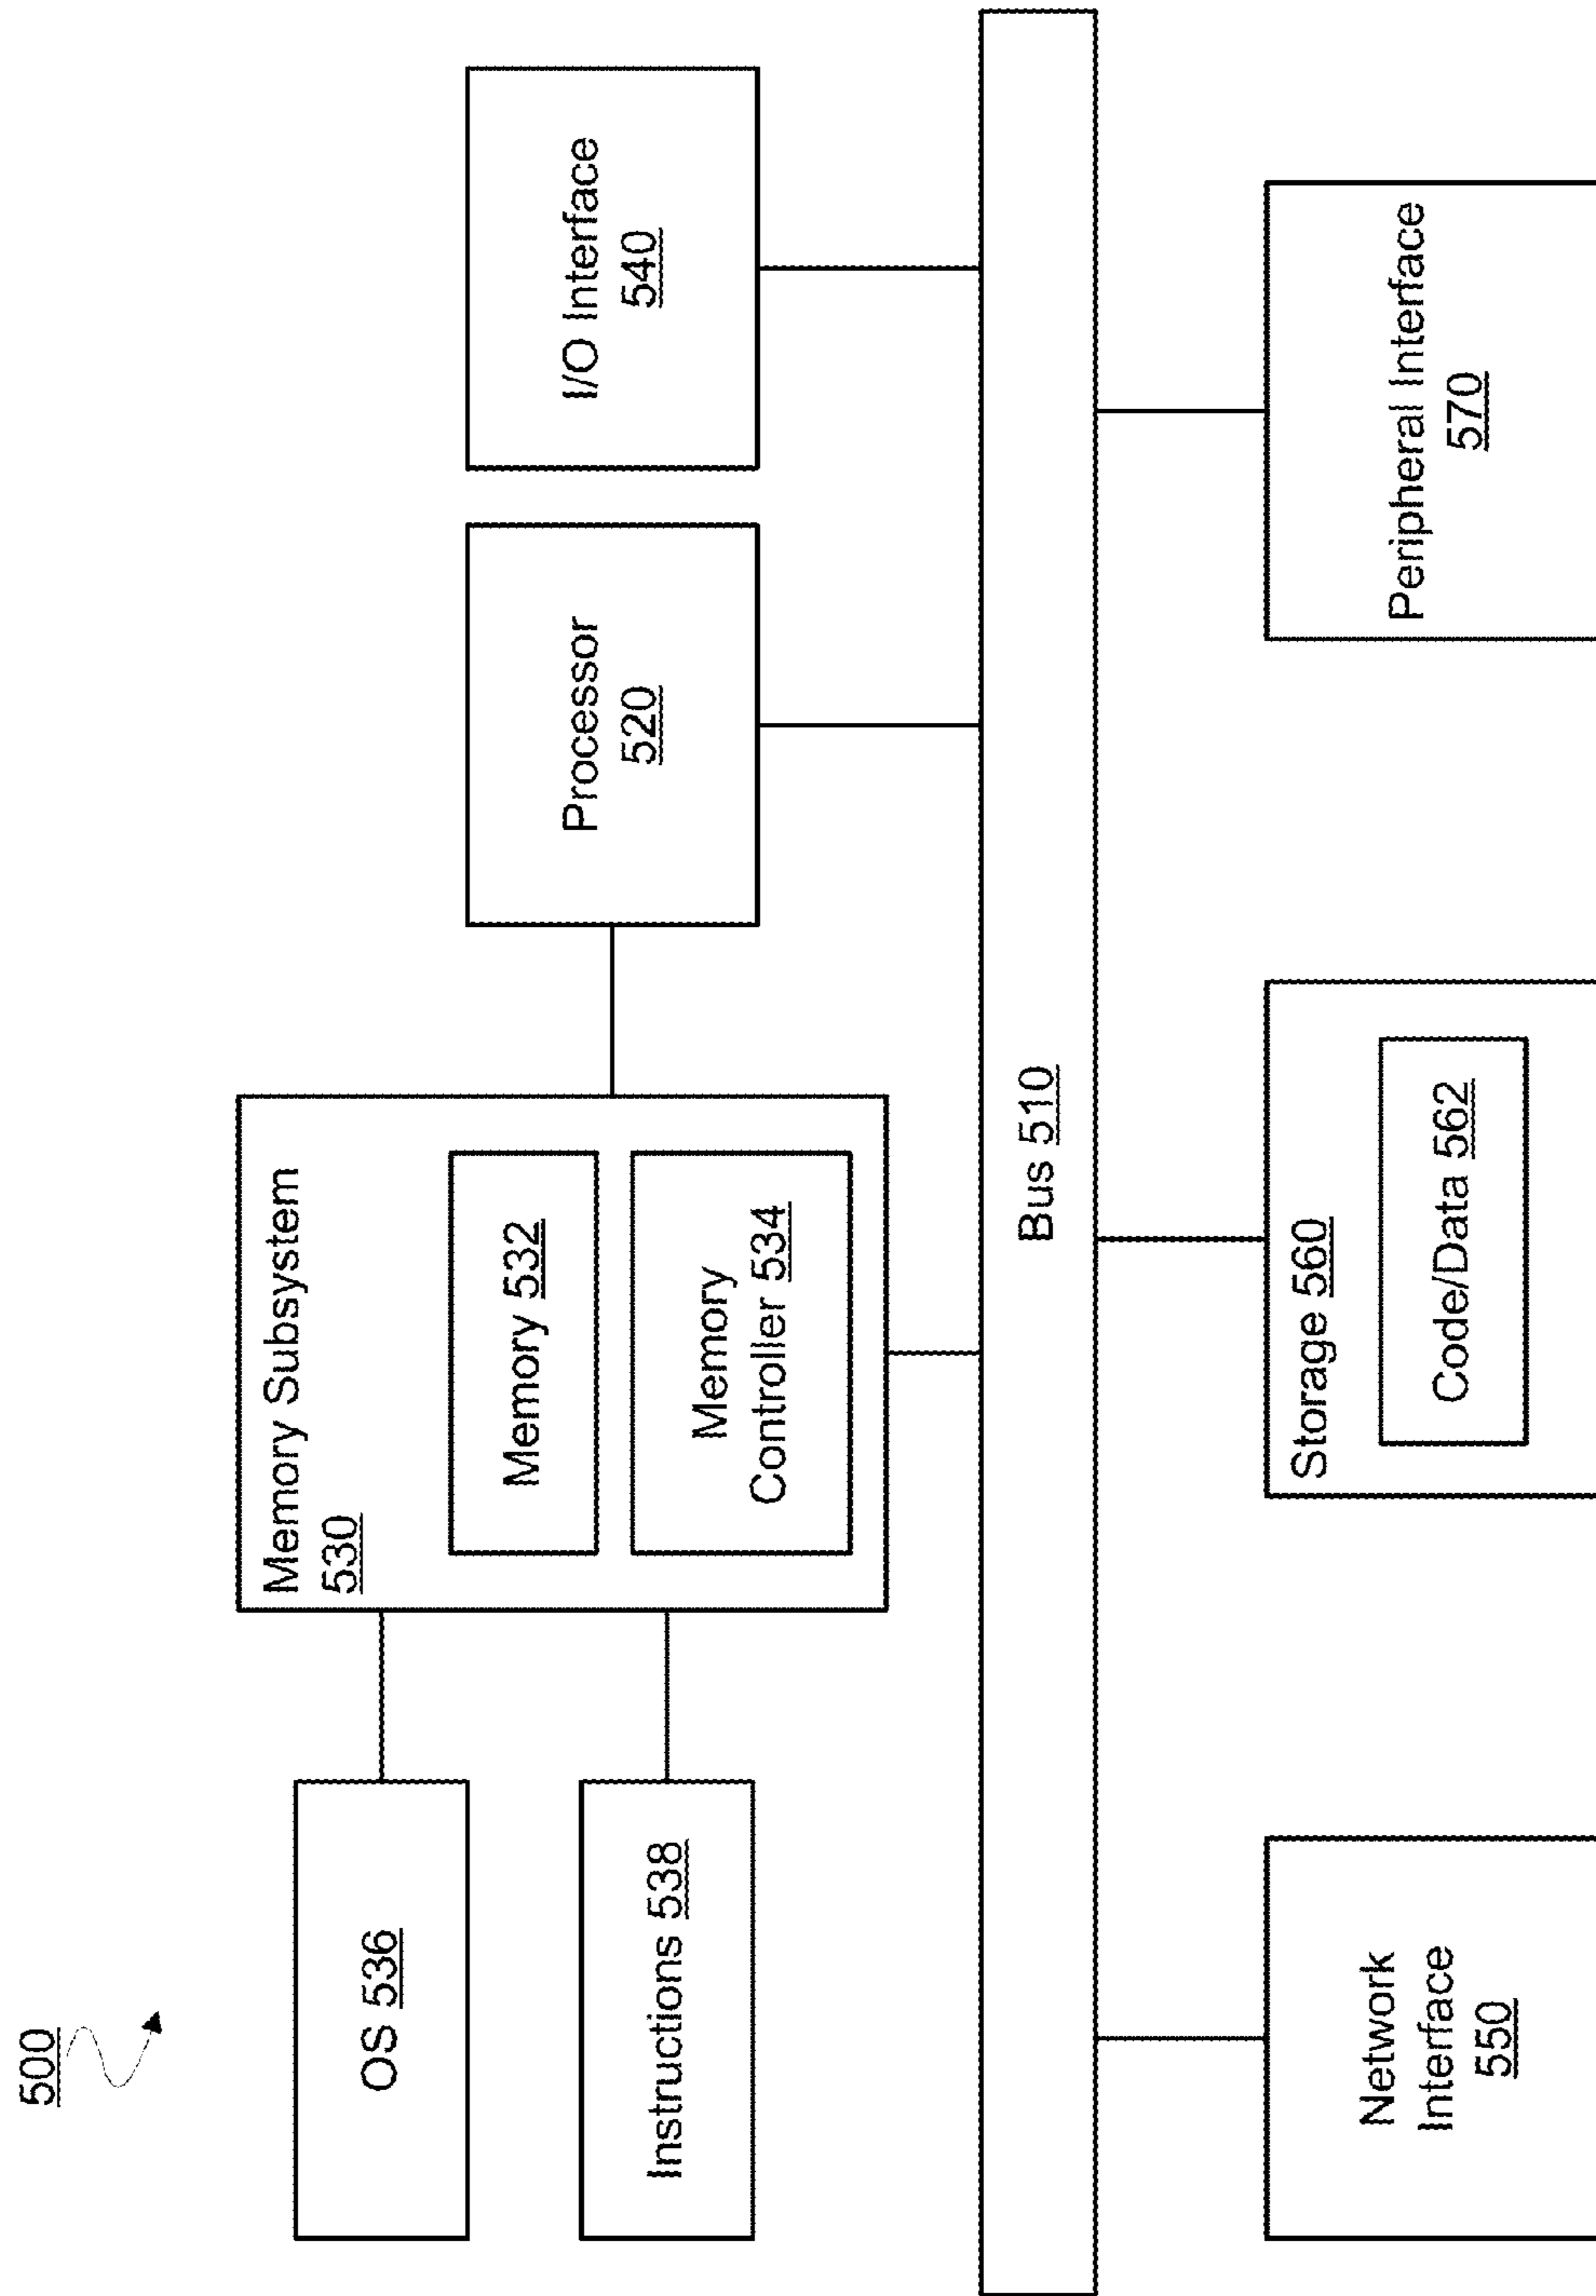 500
OS 536
Instructions 538
Memory Subsystem
530
Memory 532
Memory
Controller 534
Processor
520
I/O Interface
540
Bus 510
Network
Interface
550
Storage 560
Code/Data 562
Peripheral Interface
570